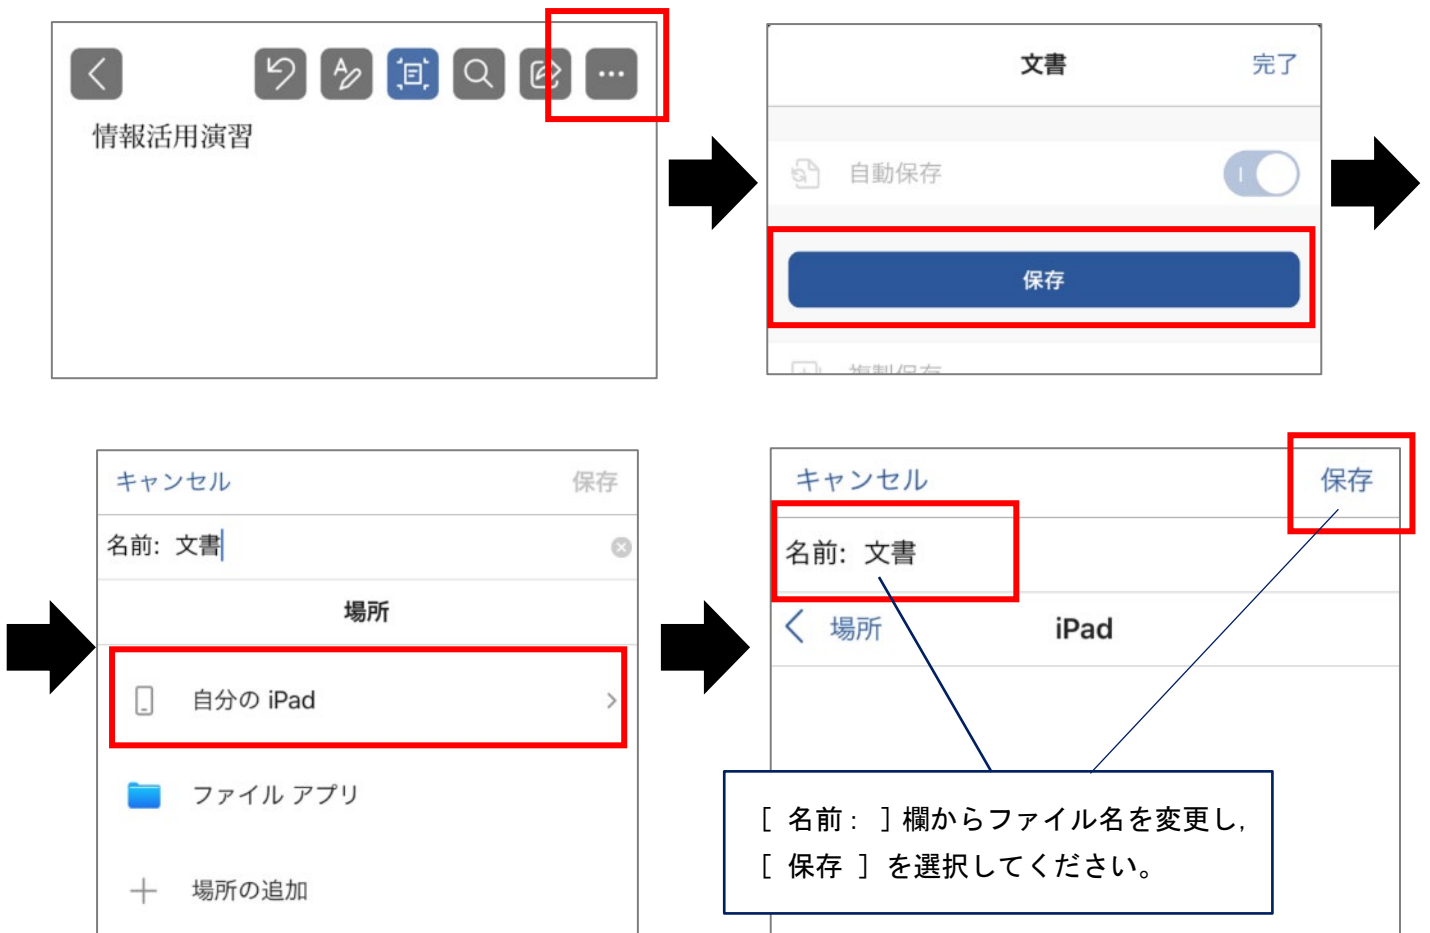 情報活用演習
文書 完了
自動保存
保存
複製保存
キャンセル 保存
名前: 文書
場所
自分の iPad
ファイル アプリ
場所の追加
キャンセル 保存
名前: 文書
場所 iPad
[ 名前: ]欄からファイル名を変更し,
[ 保存 ]を選択してください。